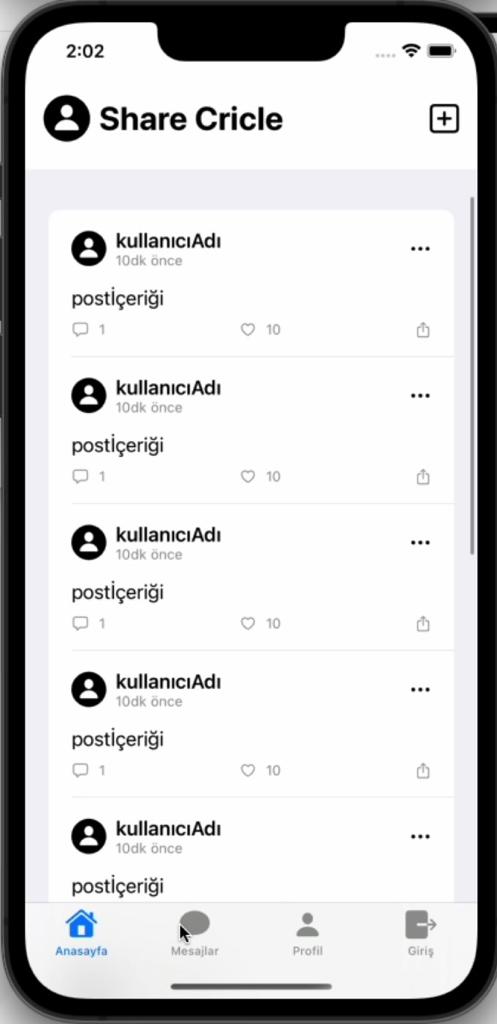 2:02
Share Cricle
kullanıcıAdı
10dk önce
postİçeriği
1 10
kullanıcıAdı
10dk önce
postİçeriği
1 10
kullanıcıAdı
10dk önce
postİçeriği
1 10
kullanıcıAdı
10dk önce
postİçeriği
1 10
kullanıcıAdı
10dk önce
postİçeriği
Anasayfa Mesajlar Profil Giriş